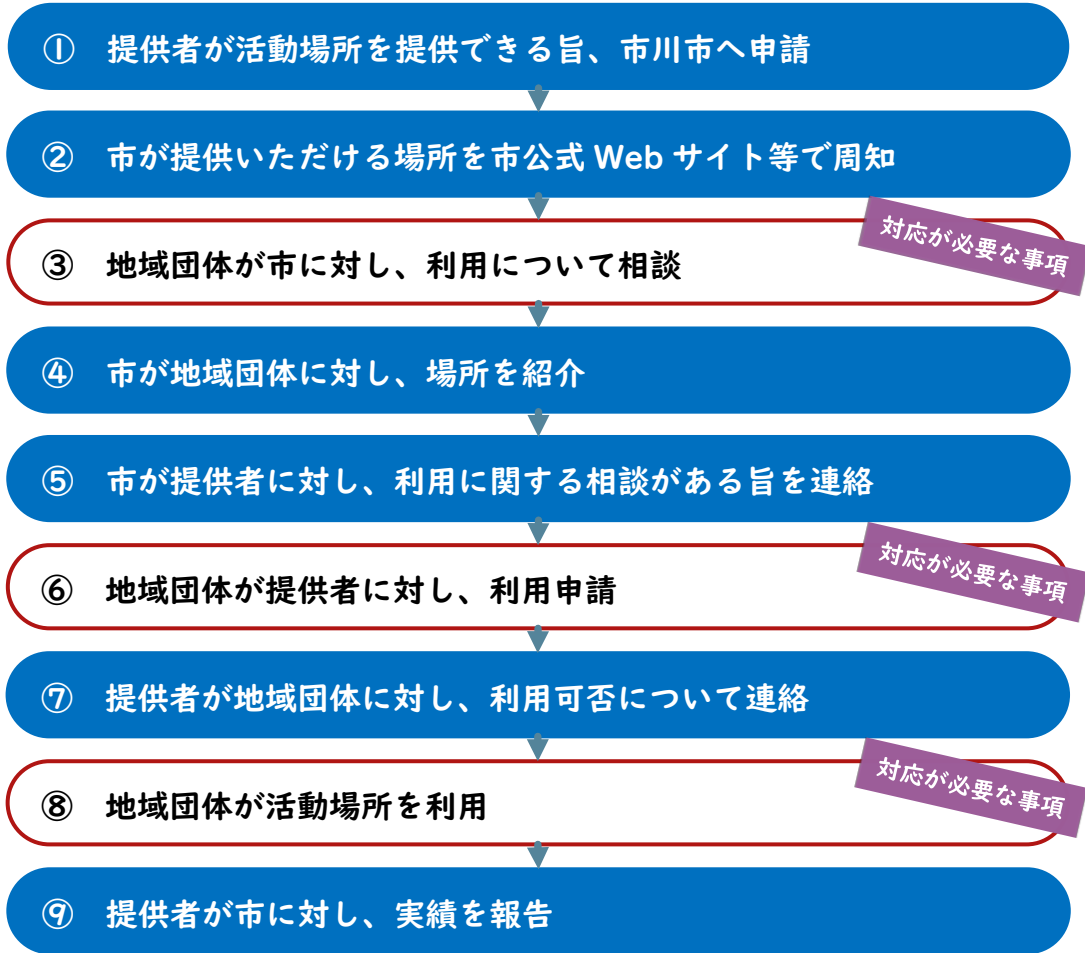 ① 提供者が活動場所を提供できる旨、市川市へ申請
② 市が提供いただける場所を市公式 Web サイト等で周知
対応が必要な事項
③ 地域団体が市に対し、利用について相談
④ 市が地域団体に対し、場所を紹介
⑤ 市が提供者に対し、利用に関する相談がある旨を連絡
対応が必要な事項
⑥ 地域団体が提供者に対し、利用申請
⑦ 提供者が地域団体に対し、利用可否について連絡
対応が必要な事項
⑧ 地域団体が活動場所を利用
⑨ 提供者が市に対し、実績を報告